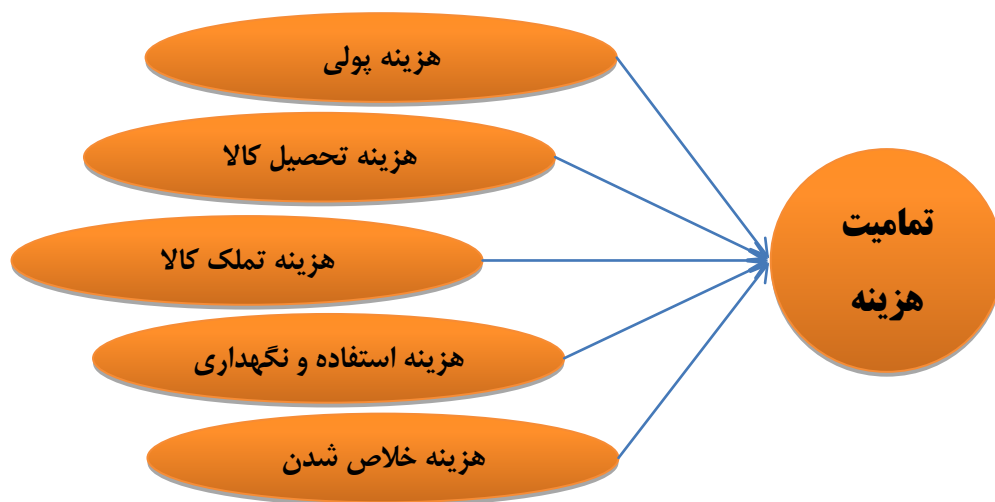 هزینه پولی
هزینه تحصیل کالا
هزینه تملک کالا
هزینه استفاده و نگهداری
هزینه خلاص شدن
تمامیت
هزینه